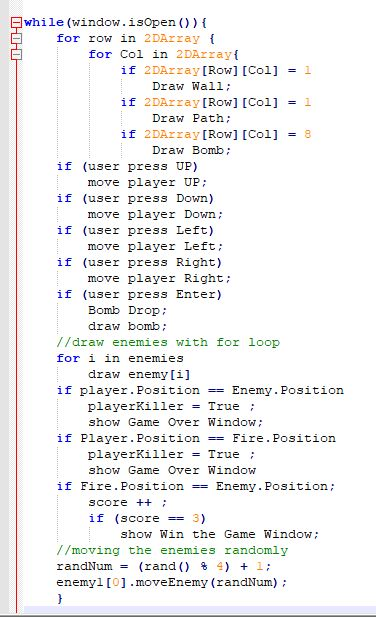 while(window.isOpen()){
for row in 2DArray {
for Col in 2DArray{
if 2DArray[Row][Col] = 1
Draw Wall;
if 2DArray[Row][Col] = 1
Draw Path;
if 2DArray[Row][Col] = 8
Draw Bomb;
if (user press UP)
move player UP;
if (user press Down)
move player Down;
if (user press Left)
move player Left;
if (user press Right)
move player Right;
if (user press Enter)
Bomb Drop;
draw bomb;
//draw enemies with for loop
for i in enemies
draw enemy[i]
if player.Position == Enemy.Position
playerKiller = True ;
show Game Over Window;
if Player.Position == Fire.Position
playerKiller = True ;
show Game Over Window
if Fire.Position == Enemy.Position;
score ++ ;
if (score == 3)
show Win the Game Window;
//moving the enemies randomly
randNum = (rand() % 4) + 1;
enemy1[0].moveEnemy(randNum);
}